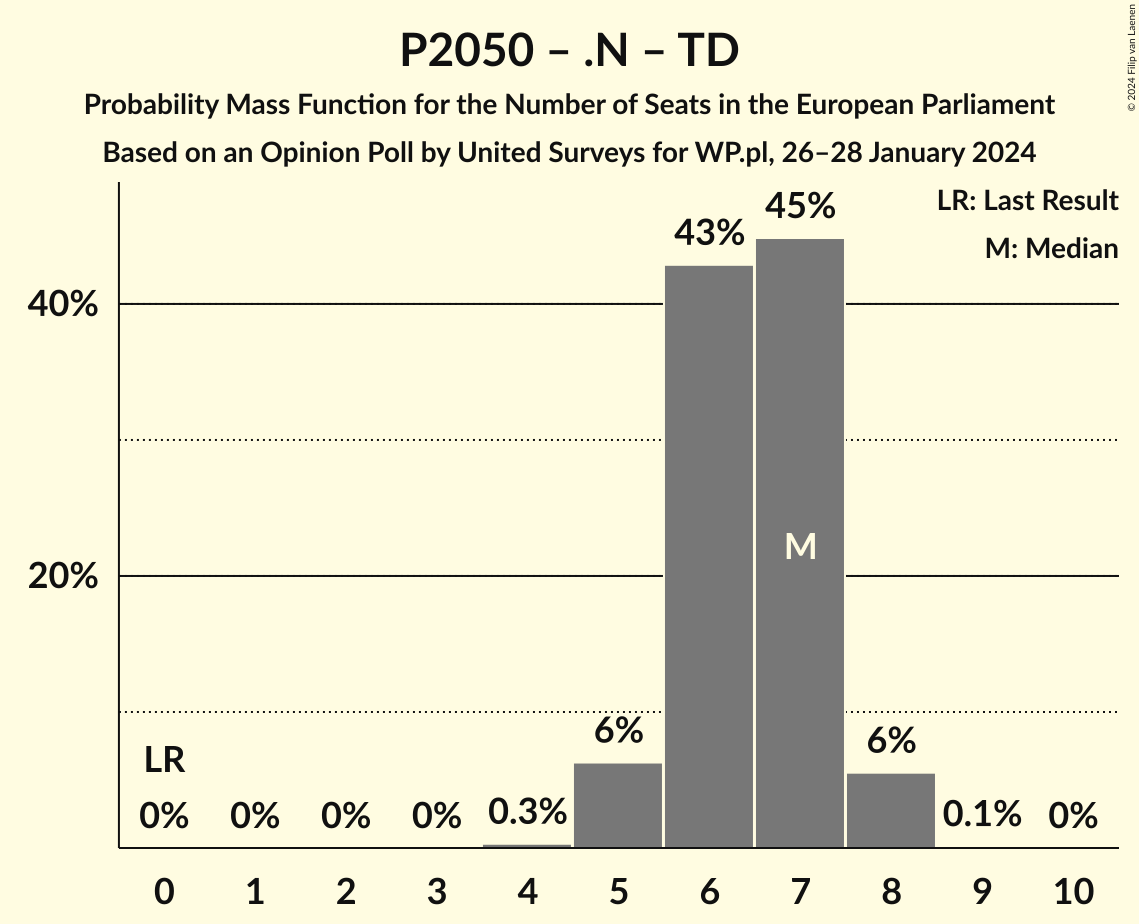 P2050 – .N – TD
Probability Mass Function for the Number of Seats in the European Parliament
Based on an Opinion Poll by United Surveys for WP.pl, 26–28 January 2024
© 2024 Filip van Laenen
LR: Last Result
M: Median
40%
20%
LR
0%
0%
0%
0%
0.3%
6%
43%
45%
M
6%
0.1%
0%
0 1 2 3 4 5 6 7 8 9 10